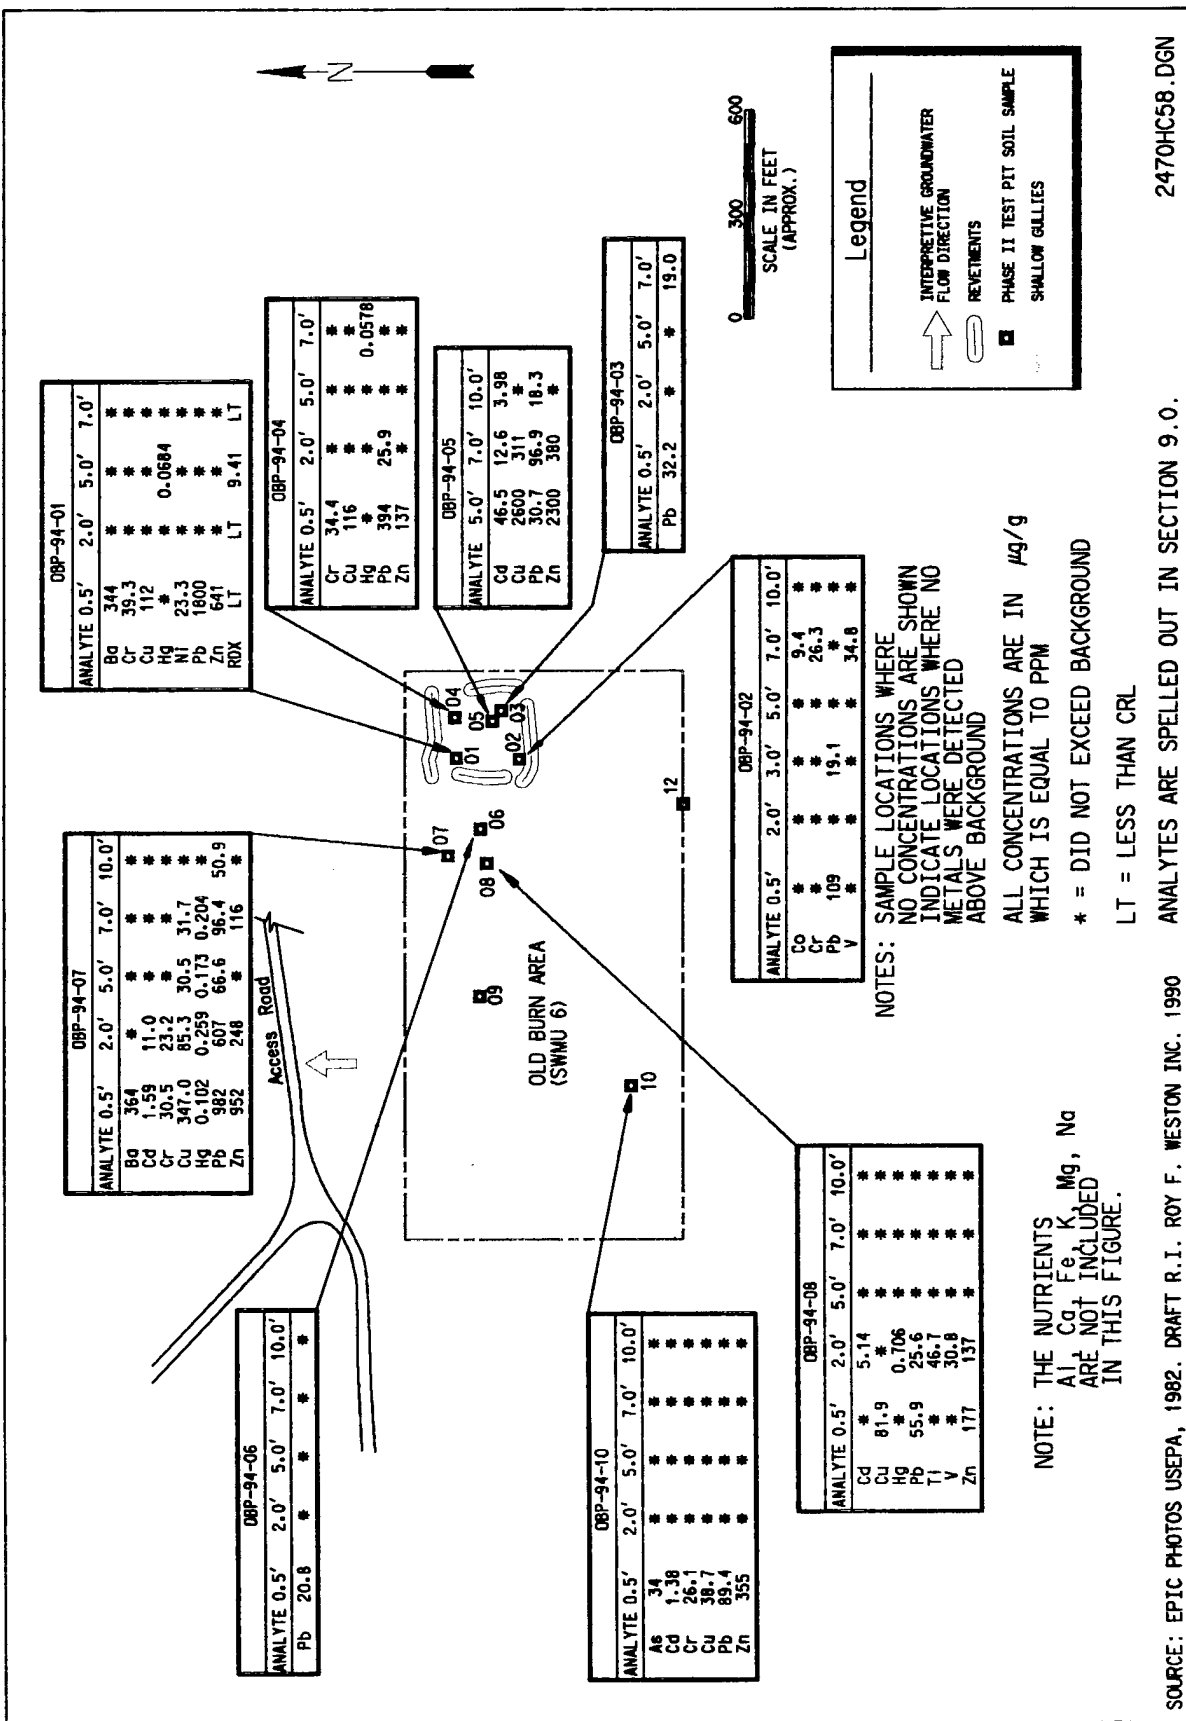 OBP-94-06
ANALYTE 0.5' 2.0' 5.0' 7.0' 10.0'
Pb 20.8 * * * *
OBP-94-07
ANALYTE 0.5' 2.0' 5.0' 7.0' 10.0'
Ba 364 * * * *
Cd 1.59 11.0 * * *
Cr 30.5 23.2 * * *
Cu 347.0 85.3 30.5 31.7 *
Hg 0.102 0.259 0.173 0.204 *
Pb 982 607 66.6 96.4 50.9
Zn 952 248 * 116 *
OBP-94-01
ANALYTE 0.5' 2.0' 5.0' 7.0'
Ba 344 * * *
Cr 39.3 * * *
Cu 112 * * *
Hg * * 0.0684 *
Ni 23.3 * * *
Pb 1800 * * *
Zn 641 * * *
RDX LT LT 9.41 LT
OBP-94-04
ANALYTE 0.5' 2.0' 5.0' 7.0'
Cr 34.4 * * *
Cu 116 * * *
Hg * * * 0.0578
Pb 394 25.9 * *
Zn 137 * * *
OBP-94-05
ANALYTE 5.0' 7.0' 10.0'
Cd 46.5 12.6 3.98
Cu 2600 311 *
Pb 30.7 96.9 18.3
Zn 2300 380 *
OBP-94-03
ANALYTE 0.5' 2.0' 5.0' 7.0'
Pb 32.2 * * 19.0
N
Access Road
OLD BURN AREA
(SWMU 6)
07
06
08
09
10
12
01
04
05
03
02
OBP-94-10
ANALYTE 0.5' 2.0' 5.0' 7.0' 10.0'
As 34 * * * *
Cd 1.38 * * * *
Cr 26.1 * * * *
Cu 38.7 * * * *
Pb 89.4 * * * *
Zn 355 * * * *
OBP-94-08
ANALYTE 0.5' 2.0' 5.0' 7.0' 10.0'
Cd * 5.14 * * *
Cu 81.9 * * * *
Hg * 0.706 * * *
Pb 55.9 25.6 * * *
Tl * 46.7 * * *
V * 30.8 * * *
Zn 177 137 * * *
OBP-94-02
ANALYTE 0.5' 2.0' 3.0' 5.0' 7.0' 10.0'
Co * * * * 9.4 *
Cr * * * * 26.3 *
Pb 109 * 19.1 * * *
V * * * * 34.8 *
0 300 600
SCALE IN FEET
(APPROX.)
Legend
INTERPRETIVE GROUNDWATER
FLOW DIRECTION
REVETMENTS
PHASE II TEST PIT SOIL SAMPLE
SHALLOW GULLIES
NOTES: SAMPLE LOCATIONS WHERE
NO CONCENTRATIONS ARE SHOWN
INDICATE LOCATIONS WHERE NO
METALS WERE DETECTED
ABOVE BACKGROUND
ALL CONCENTRATIONS ARE IN µg/g
WHICH IS EQUAL TO PPM
* = DID NOT EXCEED BACKGROUND
LT = LESS THAN CRL
NOTE: THE NUTRIENTS
Al, Ca, Fe, K, Mg, Na
ARE NOT INCLUDED
IN THIS FIGURE.
SOURCE: EPIC PHOTOS USEPA, 1982. DRAFT R.I. ROY F. WESTON INC. 1990
ANALYTES ARE SPELLED OUT IN SECTION 9.0.
2470HC58.DGN